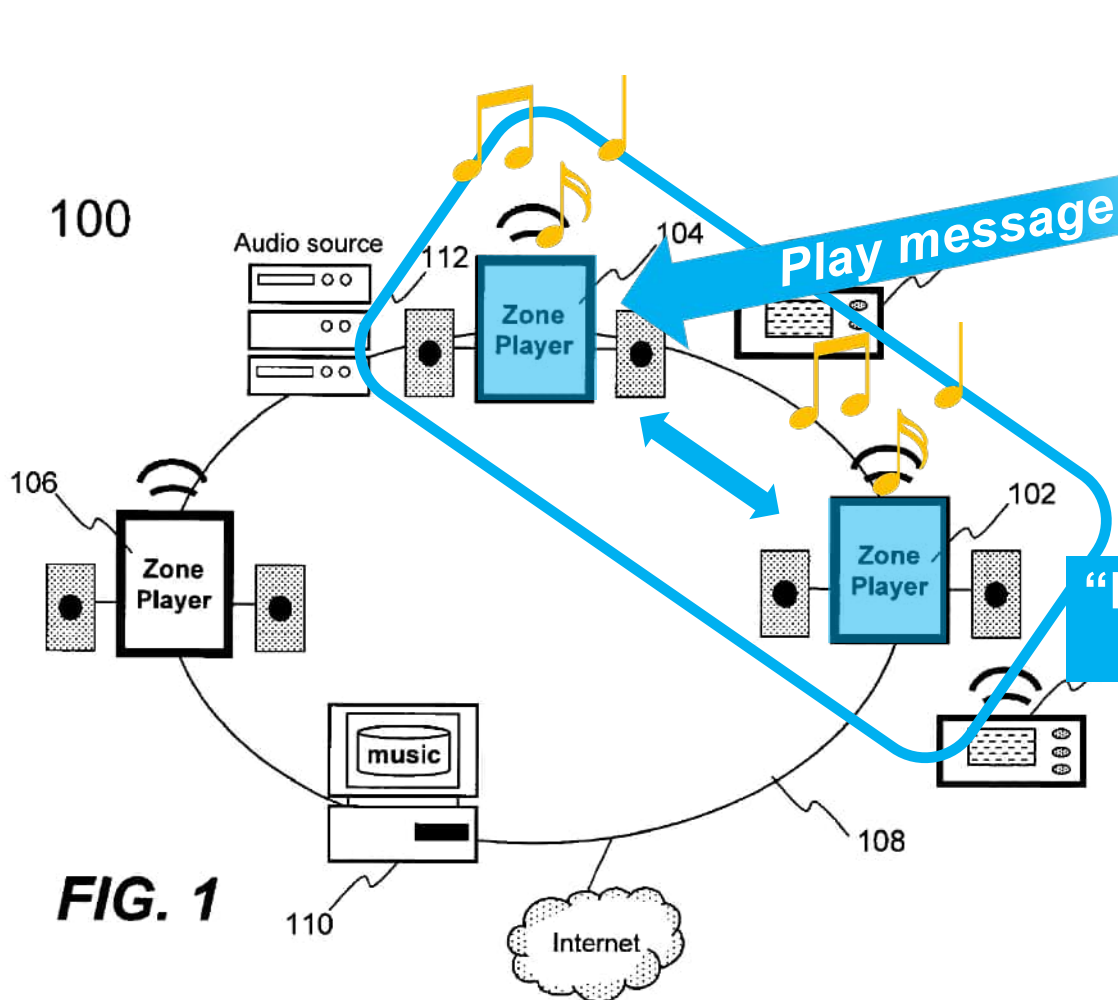 100
Audio source
112
104
Play message
Zone
Player
106
102
Zone
Player
Zone
Player
music
108
FIG. 1
110
Internet